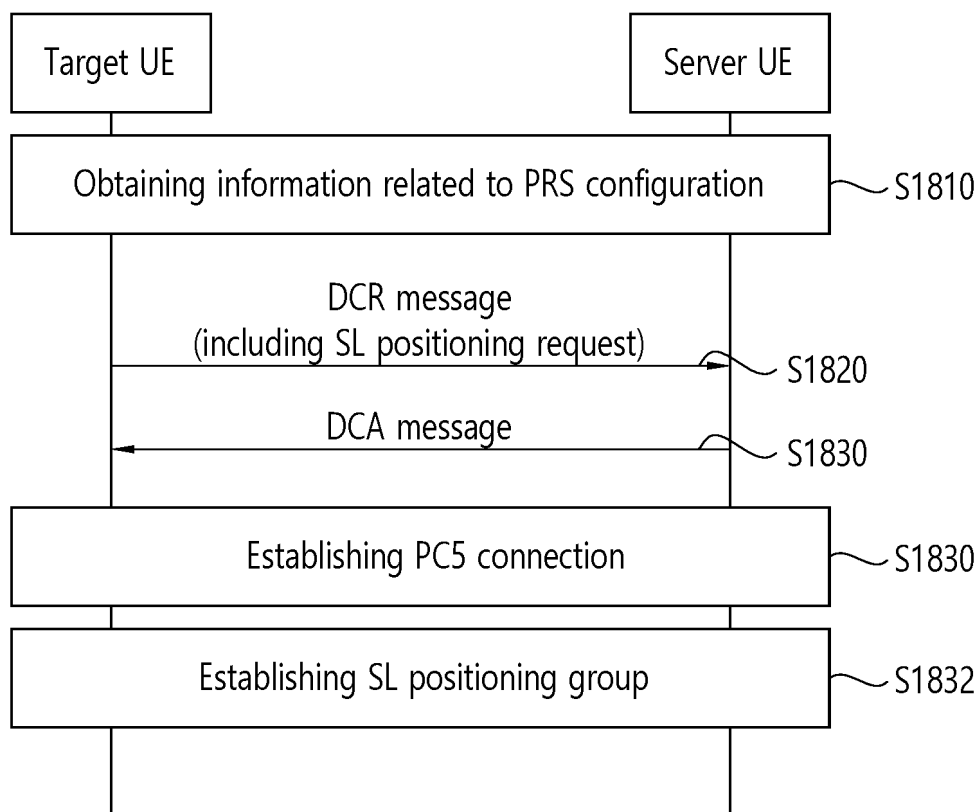 Target UE
Server UE
Obtaining information related to PRS configuration
S1810
DCR message
(including SL positioning request)
S1820
DCA message
S1830
Establishing PC5 connection
S1830
Establishing SL positioning group
S1832